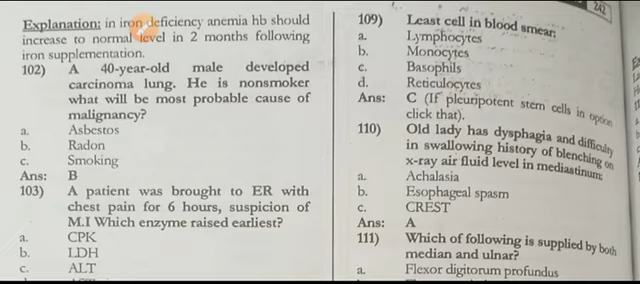 Explanation: in iron deficiency anemia hb should
increase to normal level in 2 months following
iron supplementation.
102) A 40-year-old male developed
carcinoma lung. He is nonsmoker
what will be most probable cause of
malignancy?
a. Asbestos
b. Radon
c. Smoking
Ans: B
103) A patient was brought to ER with
chest pain for 6 hours, suspicion of
M.I Which enzyme raised earliest?
a. CPK
b. LDH
c. ALT
242
109) Least cell in blood smear:
a. Lymphocytes
b. Monocytes
c. Basophils
d. Reticulocytes
Ans: C (If pleuripotent stem cells in option
click that).
110) Old lady has dysphagia and difficulty
in swallowing history of blenching on
x-ray air fluid level in mediastinum:
a. Achalasia
b. Esophageal spasm
c. CREST
Ans: A
111) Which of following is supplied by both
median and ulnar?
a. Flexor digitorum profundus